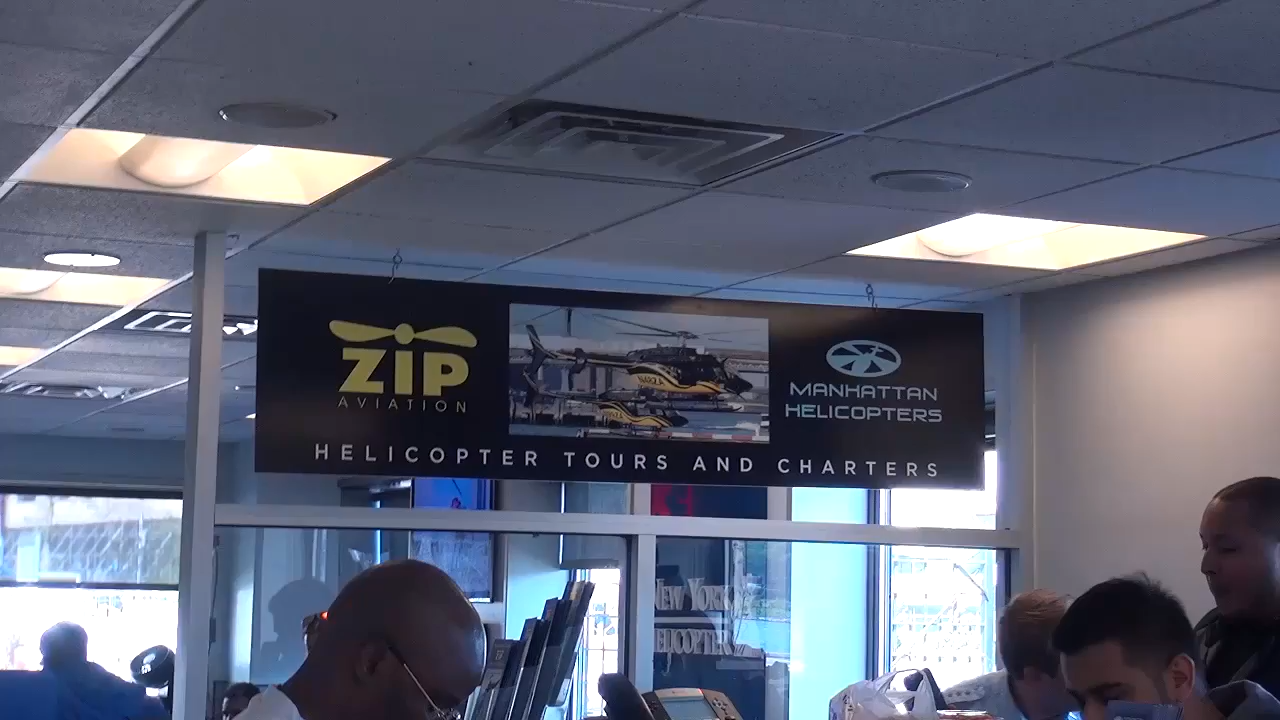 ZIP
AVIATION
MANHATTAN
HELICOPTERS
HELICOPTER TOURS AND CHARTERS
NEW YORK
HELICOPTER